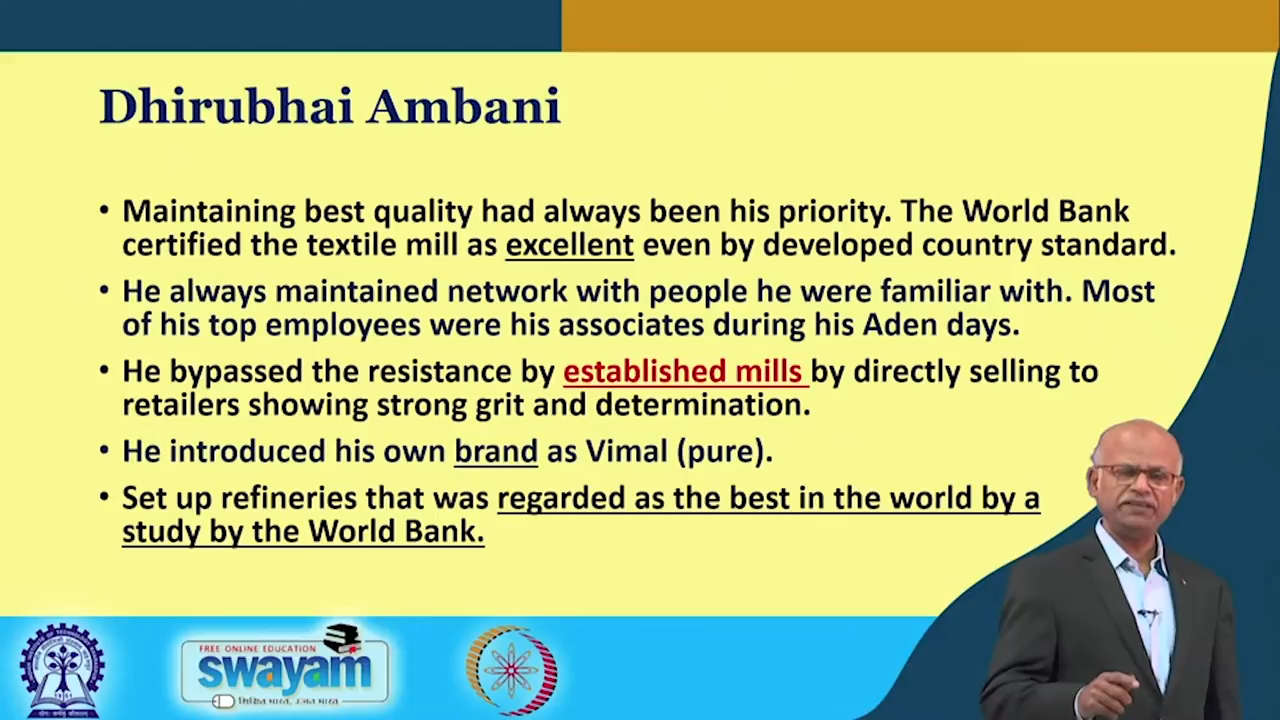 Dhirubhai Ambani
• Maintaining best quality had always been his priority. The World Bank
certified the textile mill as excellent even by developed country standard.
• He always maintained network with people he were familiar with. Most
of his top employees were his associates during his Aden days.
• He bypassed the resistance by established mills by directly selling to
retailers showing strong grit and determination.
• He introduced his own brand as Vimal (pure).
• Set up refineries that was regarded as the best in the world by a
study by the World Bank.
FREE ONLINE EDUCATION
swayam
शिक्षित भारत, उन्नत भारत